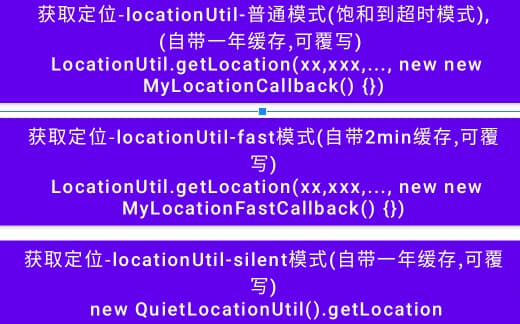 获取定位-locationUtil-普通模式(饱和到超时模式),
(自带一年缓存,可覆写)
LocationUtil.getLocation(xx,xxx,..., new new
MyLocationCallback() {})
获取定位-locationUtil-fast模式(自带2min缓存,可覆
写)
LocationUtil.getLocation(xx,xxx,..., new new
MyLocationFastCallback() {})
获取定位-locationUtil-silent模式(自带一年缓存,可覆
写)
new QuietLocationUtil().getLocation